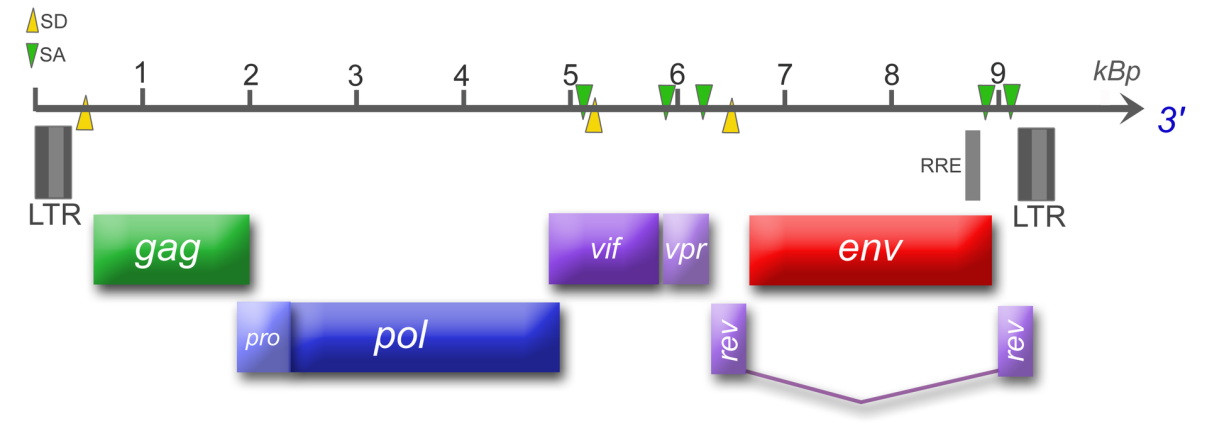 SD
SA
1 2 3 4 5 6 7 8 9 kBp
3'
RRE
LTR
LTR
gag vif vpr env
pro pol rev rev